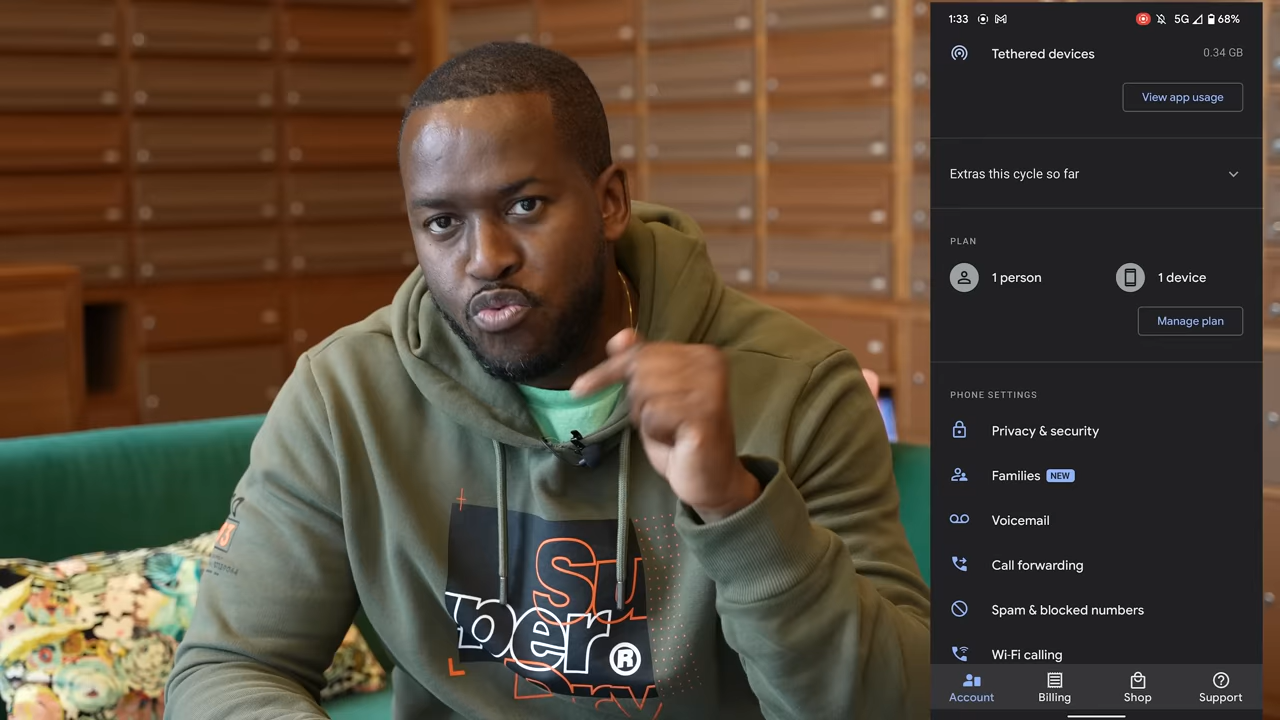 1:33
5G
68%
Tethered devices
0.34 GB
View app usage
Extras this cycle so far
PLAN
1 person
1 device
Manage plan
PHONE SETTINGS
Privacy & security
Families NEW
Voicemail
Call forwarding
Spam & blocked numbers
Wi-Fi calling
Account
Billing
Shop
Support
Su
per®
Dry